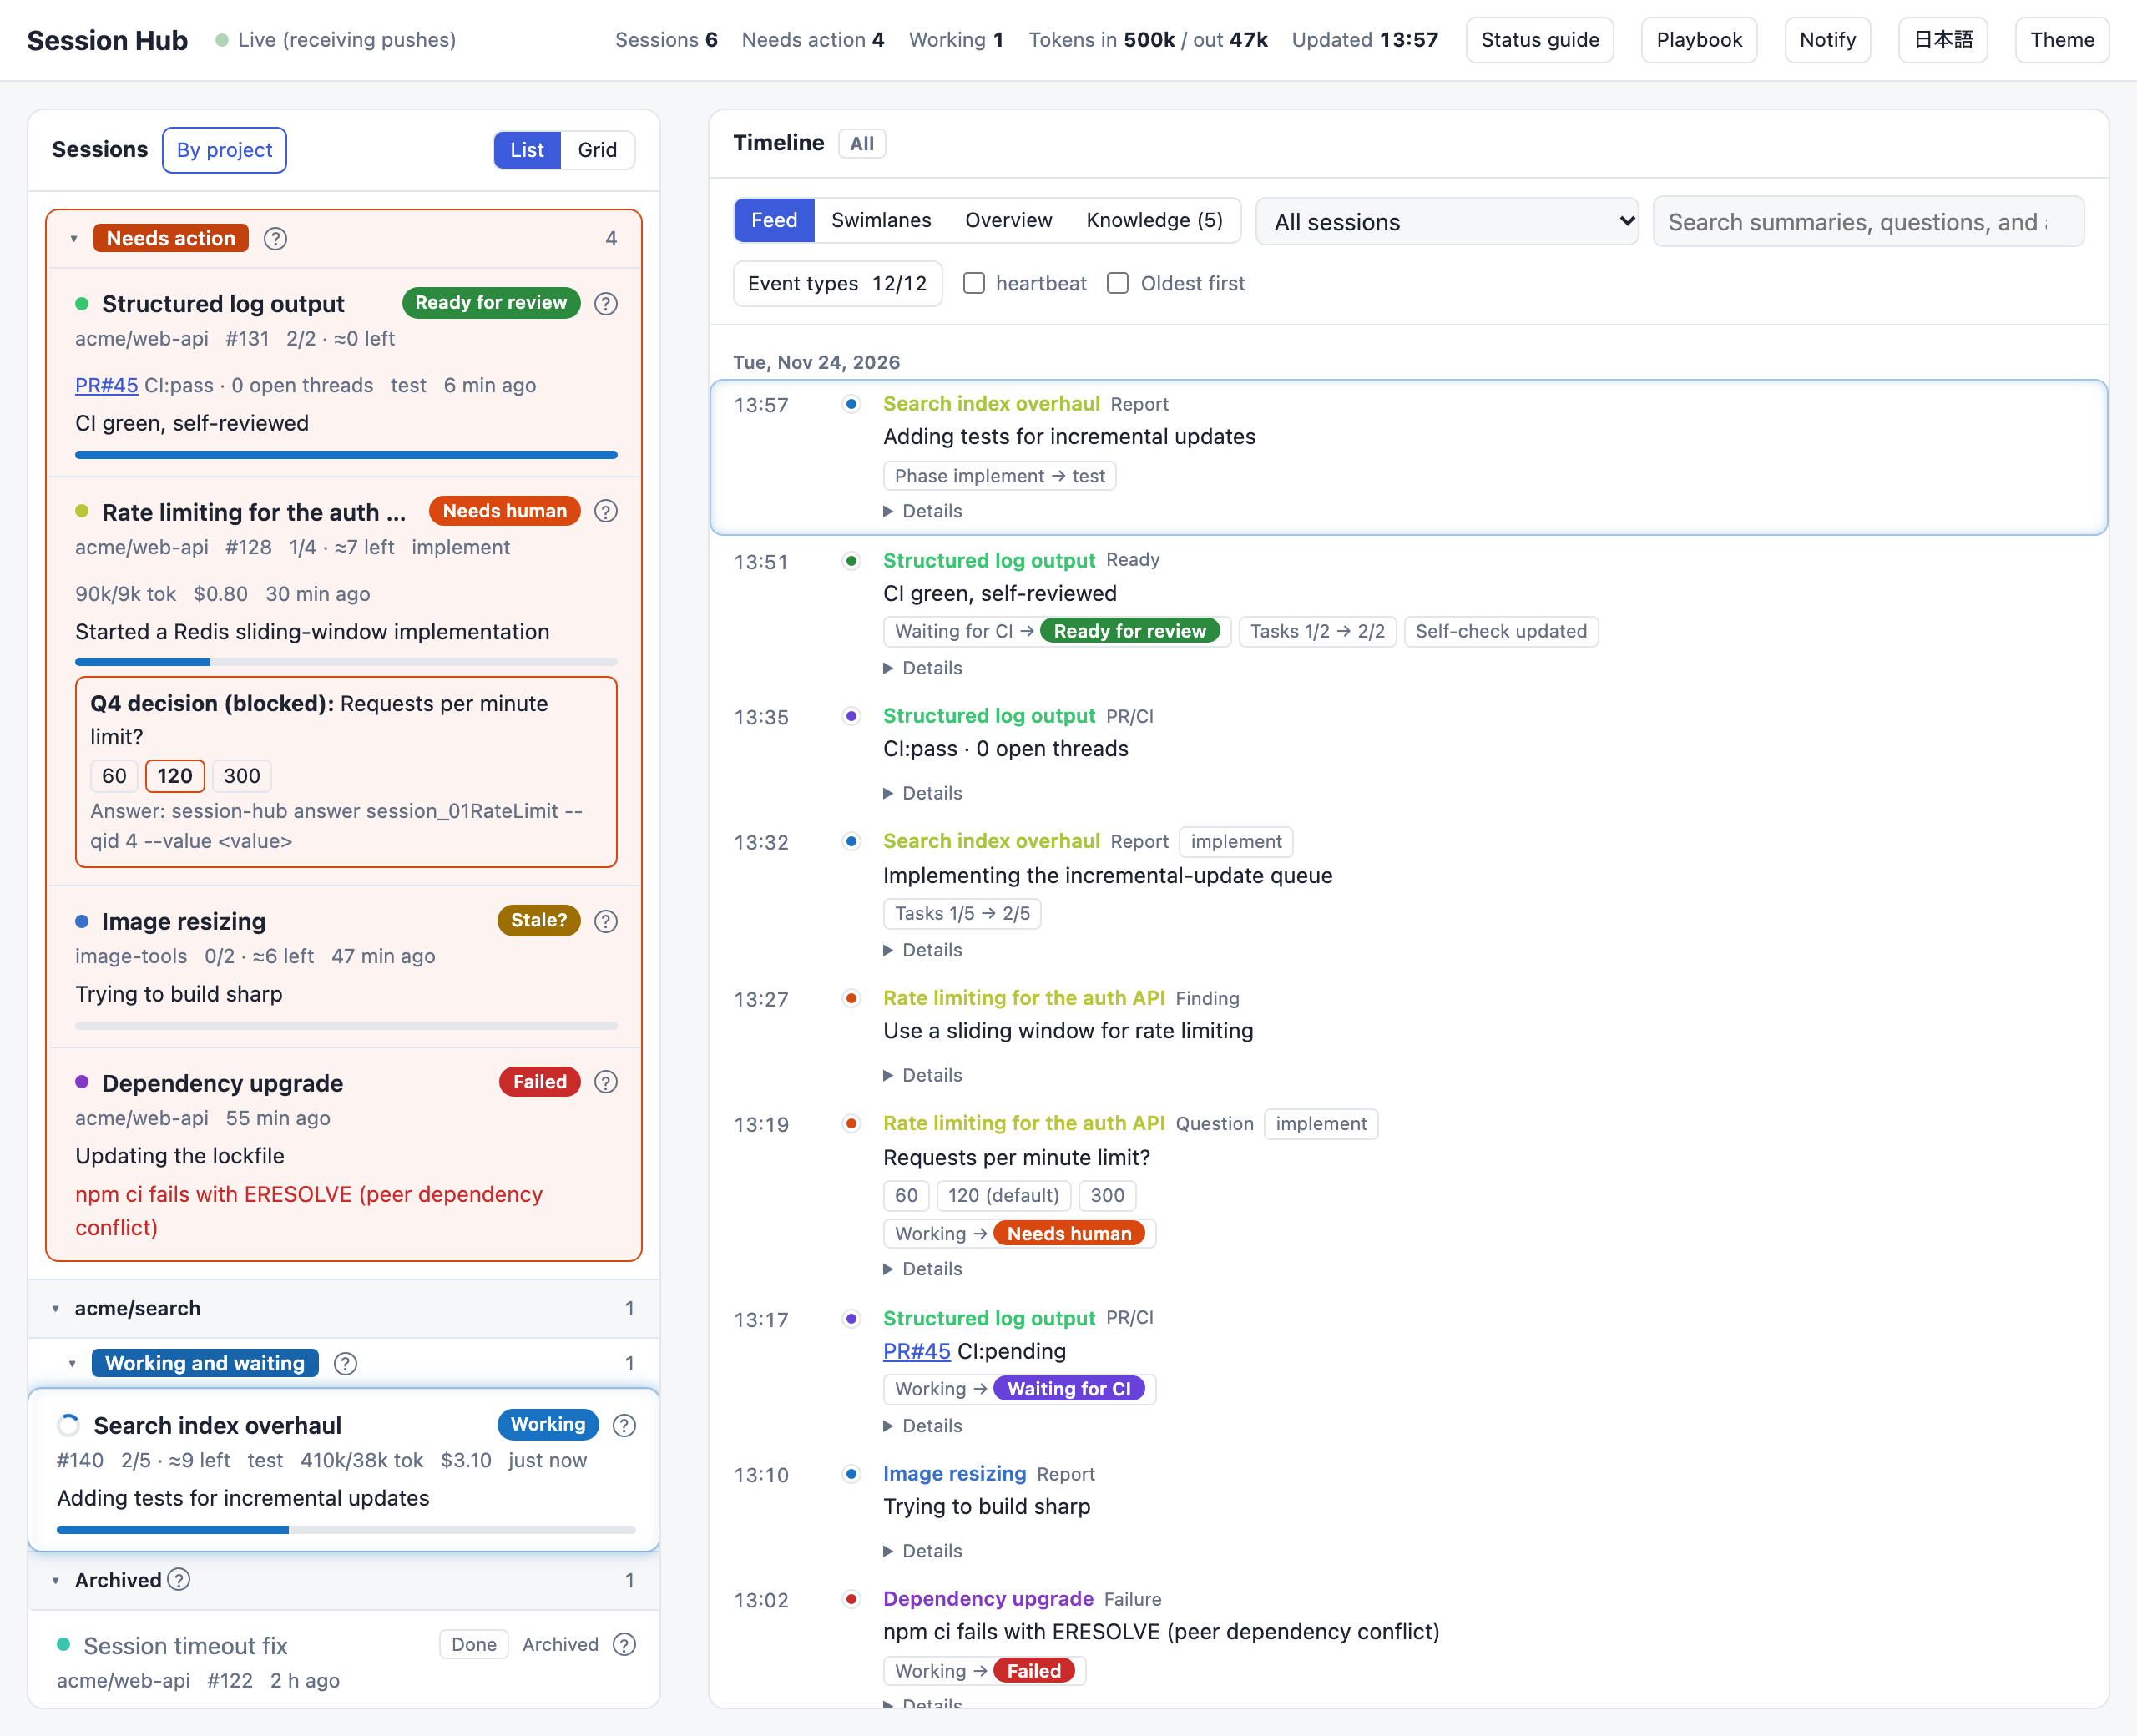 Session Hub
Live (receiving pushes)
Sessions 6
Needs action 4
Working 1
Tokens in 500k / out 47k
Updated 13:57
Status guide
Playbook
Notify
日本語
Theme
Sessions
By project
List
Grid
Needs action ?
4
Structured log output
Ready for review ?
acme/web-api #131 2/2 · ≈0 left
PR#45 CI:pass · 0 open threads test 6 min ago
CI green, self-reviewed
Rate limiting for the auth ...
Needs human ?
acme/web-api #128 1/4 · ≈7 left implement
90k/9k tok $0.80 30 min ago
Started a Redis sliding-window implementation
Q4 decision (blocked): Requests per minute
limit?
60 120 300
Answer: session-hub answer session_01RateLimit --
qid 4 --value <value>
Image resizing
Stale? ?
image-tools 0/2 · ≈6 left 47 min ago
Trying to build sharp
Dependency upgrade
Failed ?
acme/web-api 55 min ago
Updating the lockfile
npm ci fails with ERESOLVE (peer dependency
conflict)
acme/search
1
Working and waiting ?
1
Search index overhaul
Working ?
#140 2/5 · ≈9 left test 410k/38k tok $3.10 just now
Adding tests for incremental updates
Archived ?
1
Session timeout fix
Done Archived ?
acme/web-api #122 2 h ago
Timeline All
Feed
Swimlanes
Overview
Knowledge (5)
All sessions
Search summaries, questions, and
Event types 12/12
heartbeat
Oldest first
Tue, Nov 24, 2026
13:57
Search index overhaul Report
Adding tests for incremental updates
Phase implement → test
Details
13:51
Structured log output Ready
CI green, self-reviewed
Waiting for CI → Ready for review Tasks 1/2 → 2/2 Self-check updated
Details
13:35
Structured log output PR/CI
CI:pass · 0 open threads
Details
13:32
Search index overhaul Report implement
Implementing the incremental-update queue
Tasks 1/5 → 2/5
Details
13:27
Rate limiting for the auth API Finding
Use a sliding window for rate limiting
Details
13:19
Rate limiting for the auth API Question implement
Requests per minute limit?
60 120 (default) 300
Working → Needs human
Details
13:17
Structured log output PR/CI
PR#45 CI:pending
Working → Waiting for CI
Details
13:10
Image resizing Report
Trying to build sharp
Details
13:02
Dependency upgrade Failure
npm ci fails with ERESOLVE (peer dependency conflict)
Working → Failed
Details